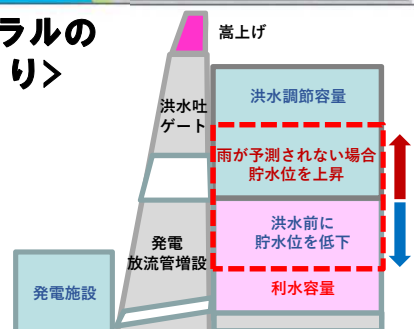 ラルの
り>
嵩上げ
洪水吐
ゲート
洪水調節容量
雨が予測されない場合
貯水位を上昇
洪水前に
貯水位を低下
発電
放流管増設
発電施設
利水容量